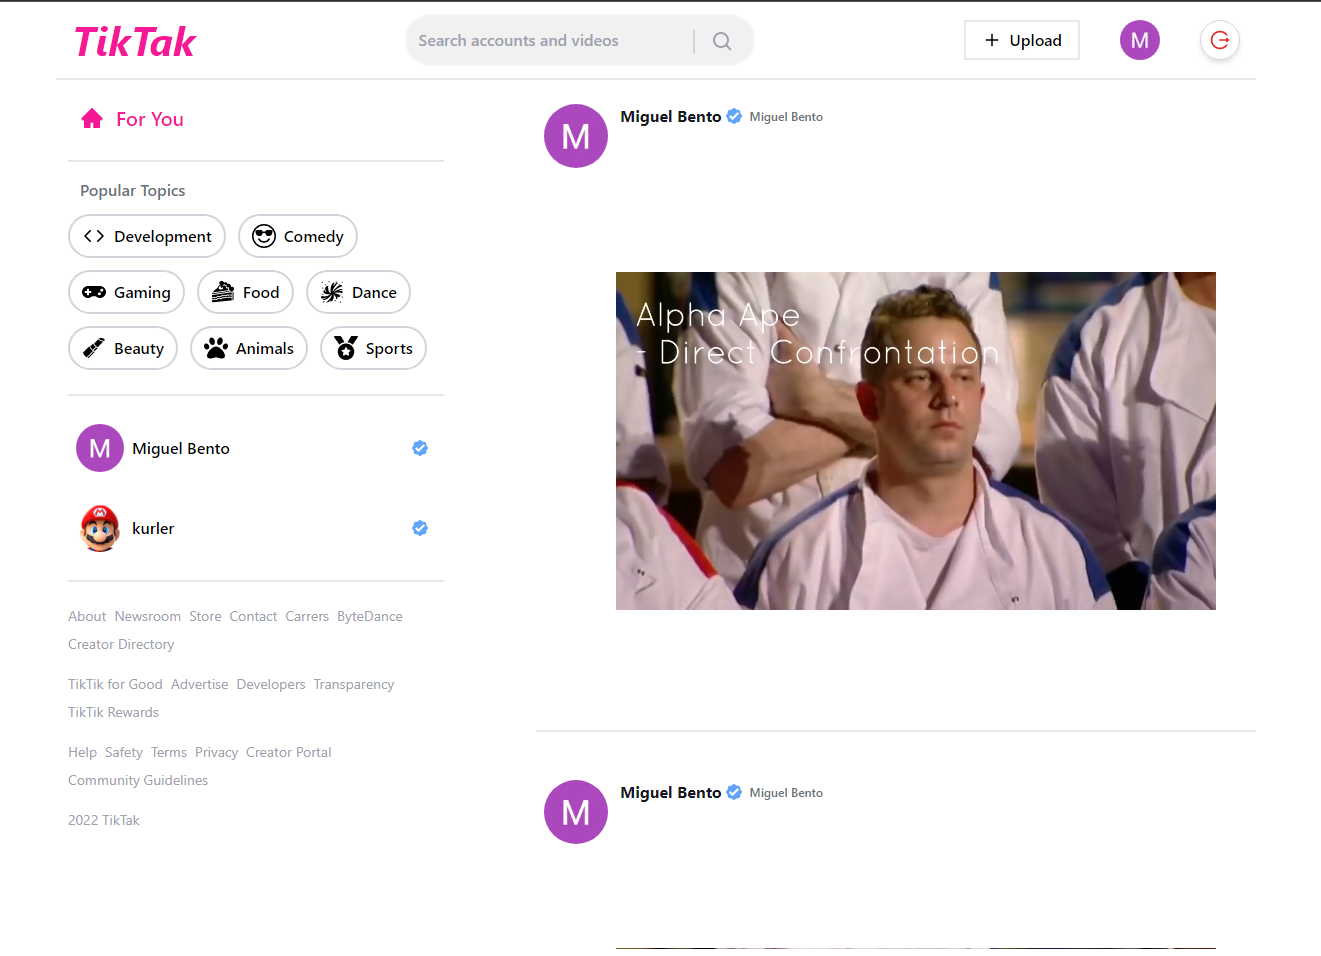 TikTak
Search accounts and videos
Upload
M
For You
Popular Topics
Development
Comedy
Gaming
Food
Dance
Beauty
Animals
Sports
M
Miguel Bento
M
kurler
About Newsroom Store Contact Carrers ByteDance
Creator Directory
TikTik for Good Advertise Developers Transparency
TikTik Rewards
Help Safety Terms Privacy Creator Portal
Community Guidelines
2022 TikTak
M
Miguel Bento Miguel Bento
Alpha Ape
- Direct Confrontation
M
Miguel Bento Miguel Bento